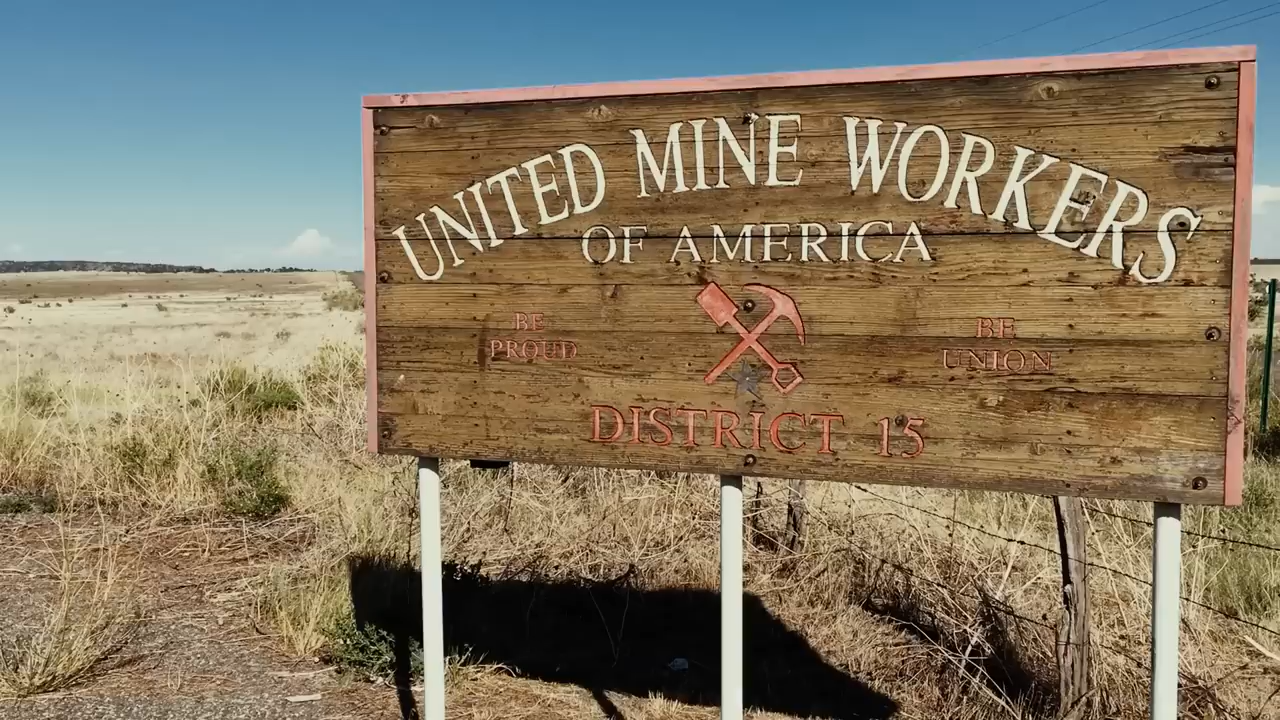 UNITED MINE WORKERS
OF AMERICA
BE
PROUD
BE
UNION
DISTRICT 15